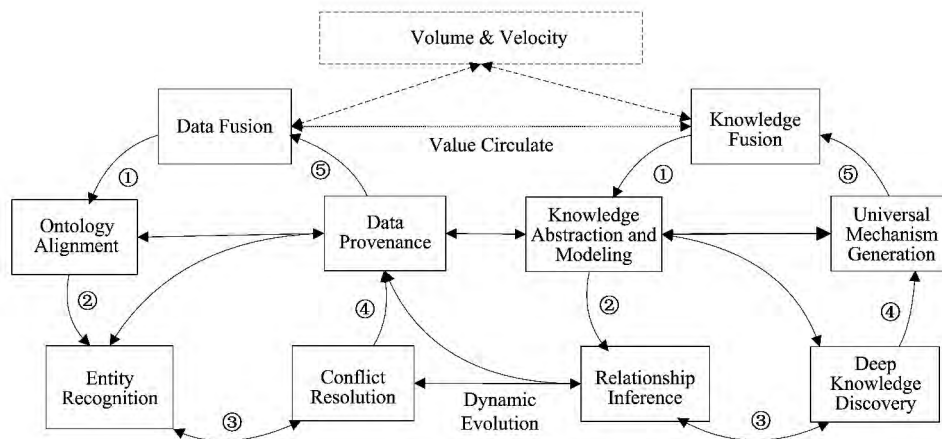 Volume & Velocity
Data Fusion
Value Circulate
Knowledge
Fusion
①
⑤
①
⑤
Ontology
Alignment
Data
Provenance
Knowledge
Abstraction and
Modeling
Universal
Mechanism
Generation
②
④
②
④
Entity
Recognition
Conflict
Resolution
Dynamic
Evolution
Relationship
Inference
Deep
Knowledge
Discovery
③
③